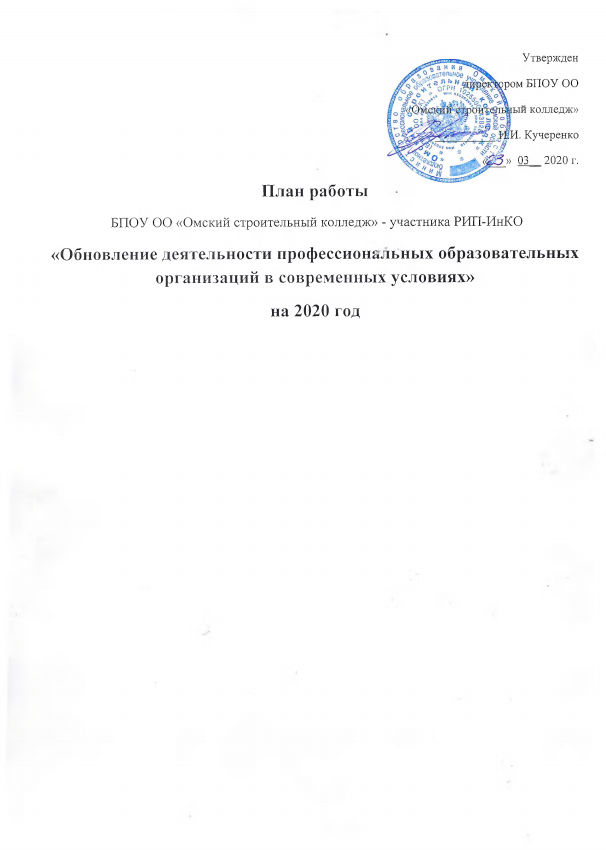 Утвержден
директором БПОУ ОО
«Омский строительный колледж»
И.И. Кучеренко
» 03 2020 г.
План работы
БПОУ ОО «Омский строительный колледж» - участника РИП-ИнКО
«Обновление деятельности профессиональных образовательных
организаций в современных условиях»
на 2020 год